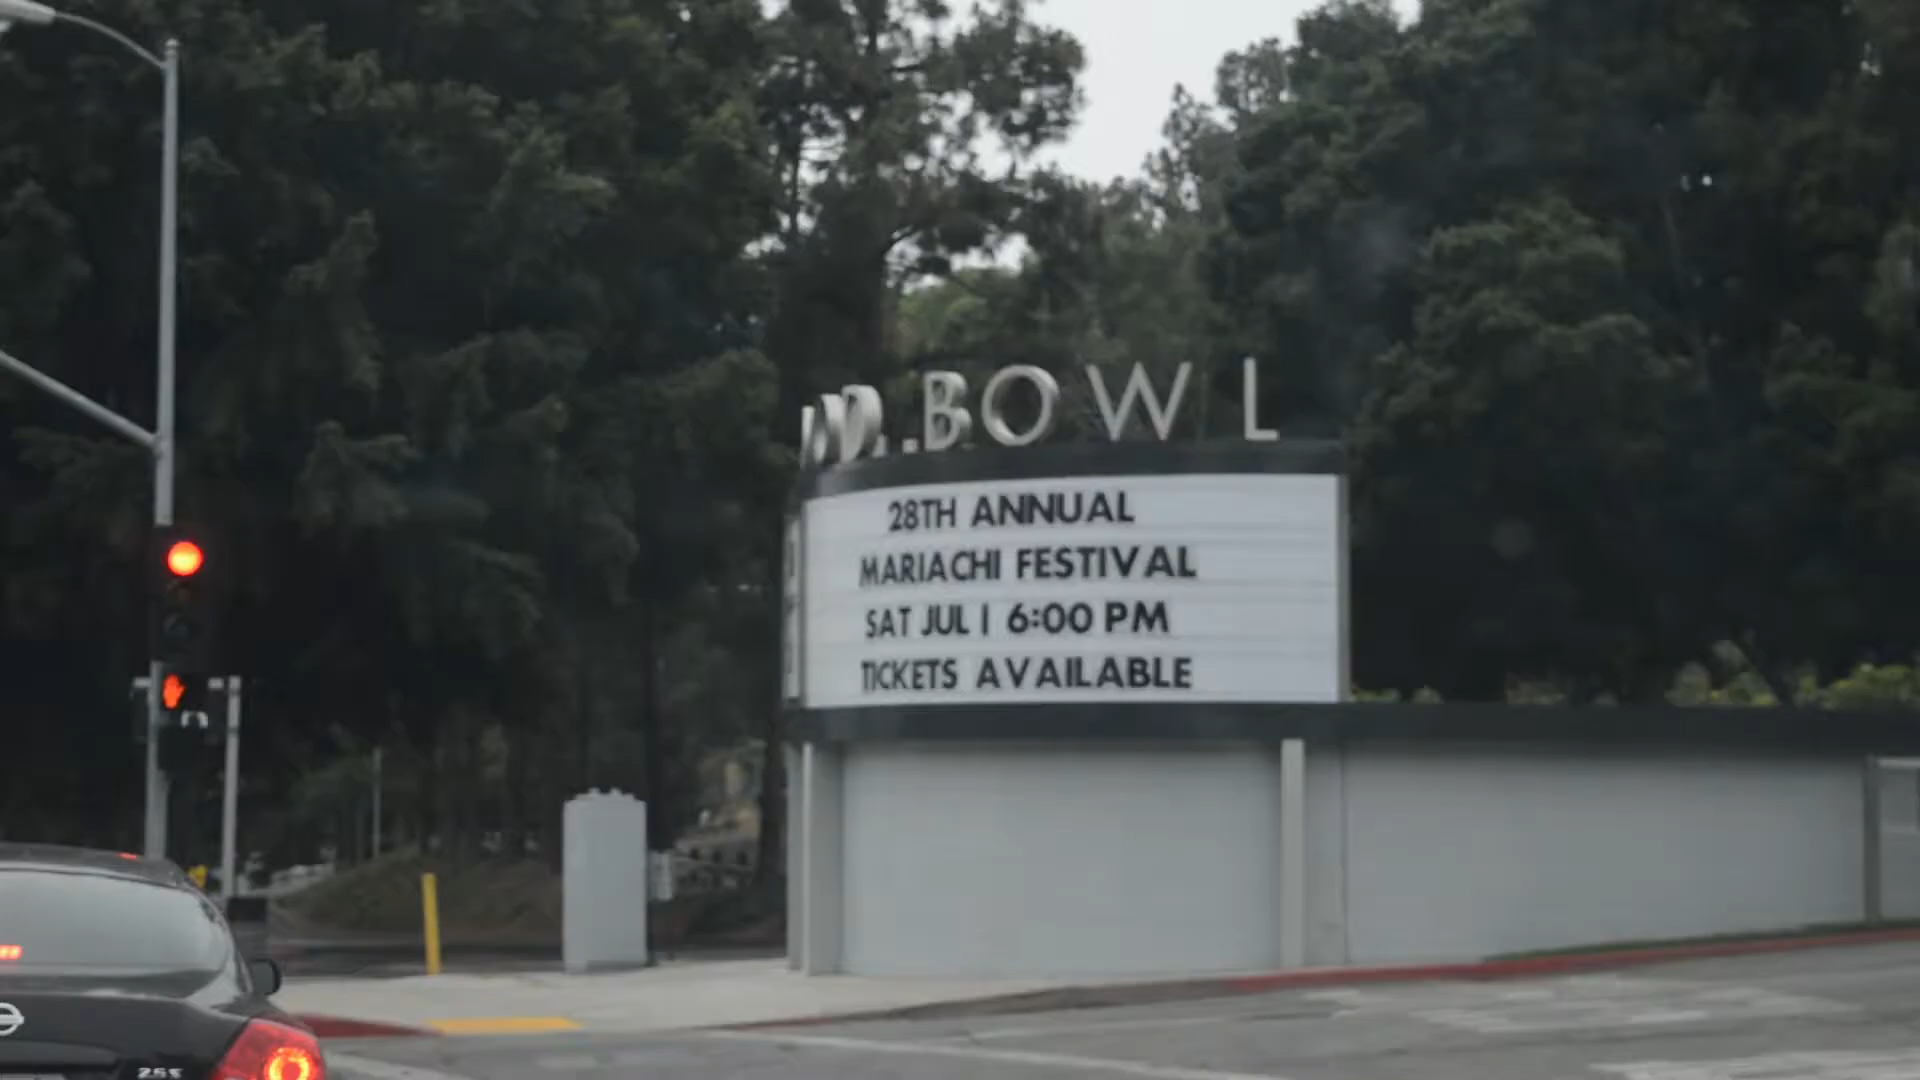 BOWL
28TH ANNUAL
MARIACHI FESTIVAL
SAT JUL 1 6:00 PM
TICKETS AVAILABLE